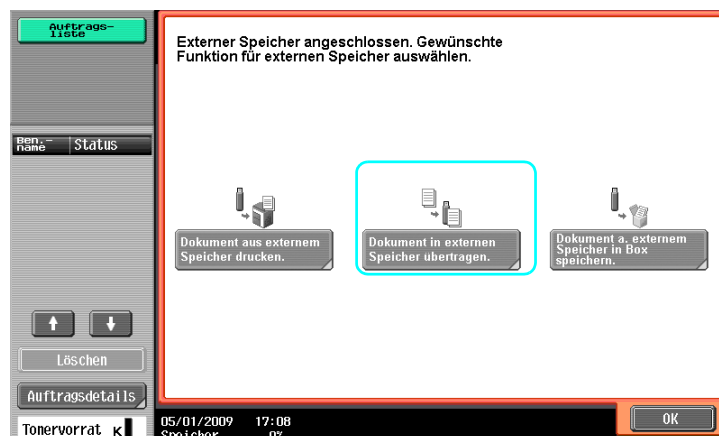 Auftrags-
liste
Externer Speicher angeschlossen. Gewünschte
Funktion für externen Speicher auswählen.
Ben.-
name
Status
Dokument aus externem
Speicher drucken.
Dokument in externen
Speicher übertragen.
Dokument a. externem
Speicher in Box
speichern.
Löschen
Auftragsdetails
Tonervorrat K
05/01/2009 17:08
Speicher 0%
OK